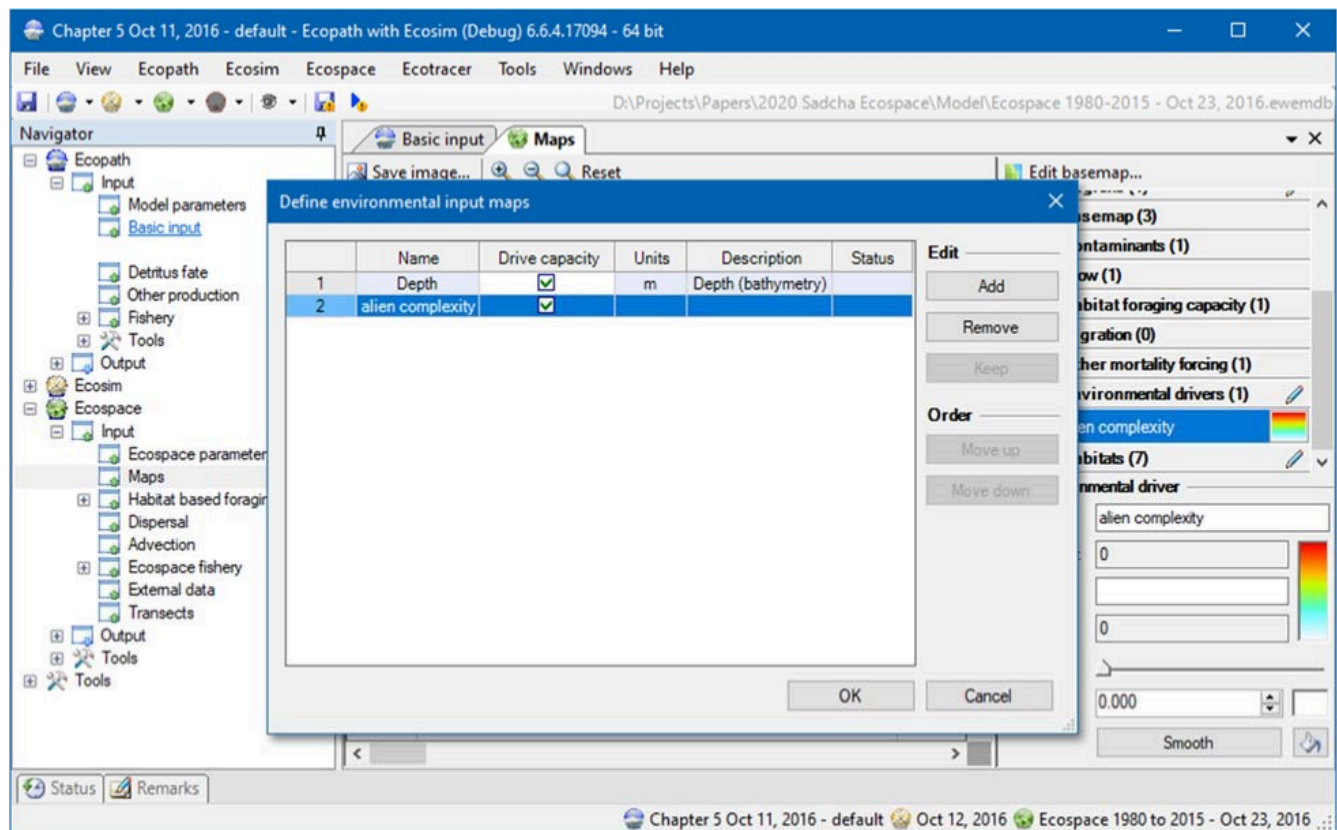 Chapter 5 Oct 11, 2016 - default - Ecopath with Ecosim (Debug) 6.6.4.17094 - 64 bit
File View Ecopath Ecosim Ecospace Ecotracer Tools Windows Help
D:\Projects\Papers\2020 Sadcha Ecospace\Model\Ecospace 1980-2015 - Oct 23, 2016.ewemdb
Navigator
Ecopath
Input
Model parameters
Basic input
Detritus fate
Other production
Fishery
Tools
Output
Ecosim
Ecospace
Input
Ecospace parameter
Maps
Habitat based foragin
Dispersal
Advection
Ecospace fishery
External data
Transects
Output
Tools
Tools
Basic input Maps
Save image... Reset
Edit basemap...
Define environmental input maps
Name Drive capacity Units Description Status
1 Depth m Depth (bathymetry)
2 alien complexity
Edit
Add
Remove
Keep
Order
Move up
Move down
OK Cancel
semap (3)
ntaminants (1)
ow (1)
bitat foraging capacity (1)
gration (0)
her mortality forcing (1)
vironmental drivers (1)
en complexity
bitats (7)
nmental driver
alien complexity
0
0
0.000
Smooth
Status Remarks
Chapter 5 Oct 11, 2016 - default Oct 12, 2016 Ecospace 1980 to 2015 - Oct 23, 2016